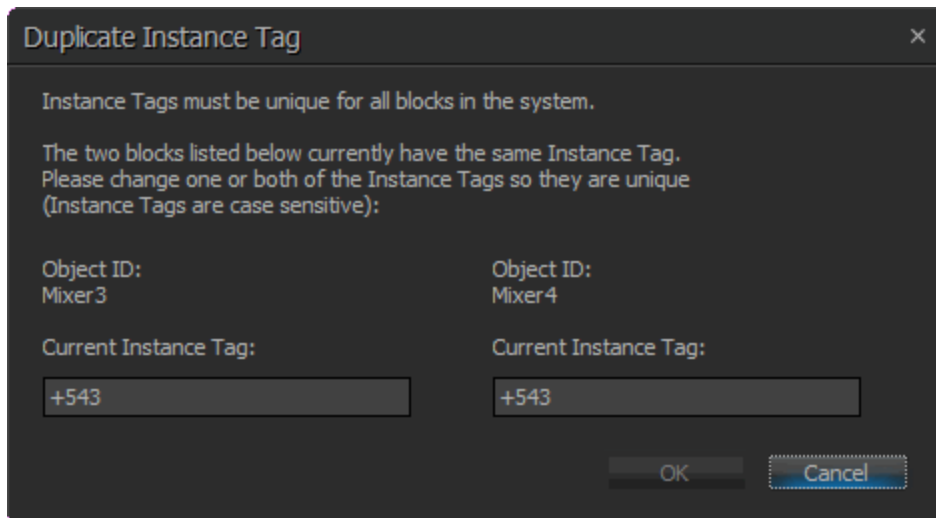 Duplicate Instance Tag
Instance Tags must be unique for all blocks in the system.
The two blocks listed below currently have the same Instance Tag.
Please change one or both of the Instance Tags so they are unique
(Instance Tags are case sensitive):
Object ID:
Mixer3
Current Instance Tag:
+543
Object ID:
Mixer4
Current Instance Tag:
+543
OK
Cancel